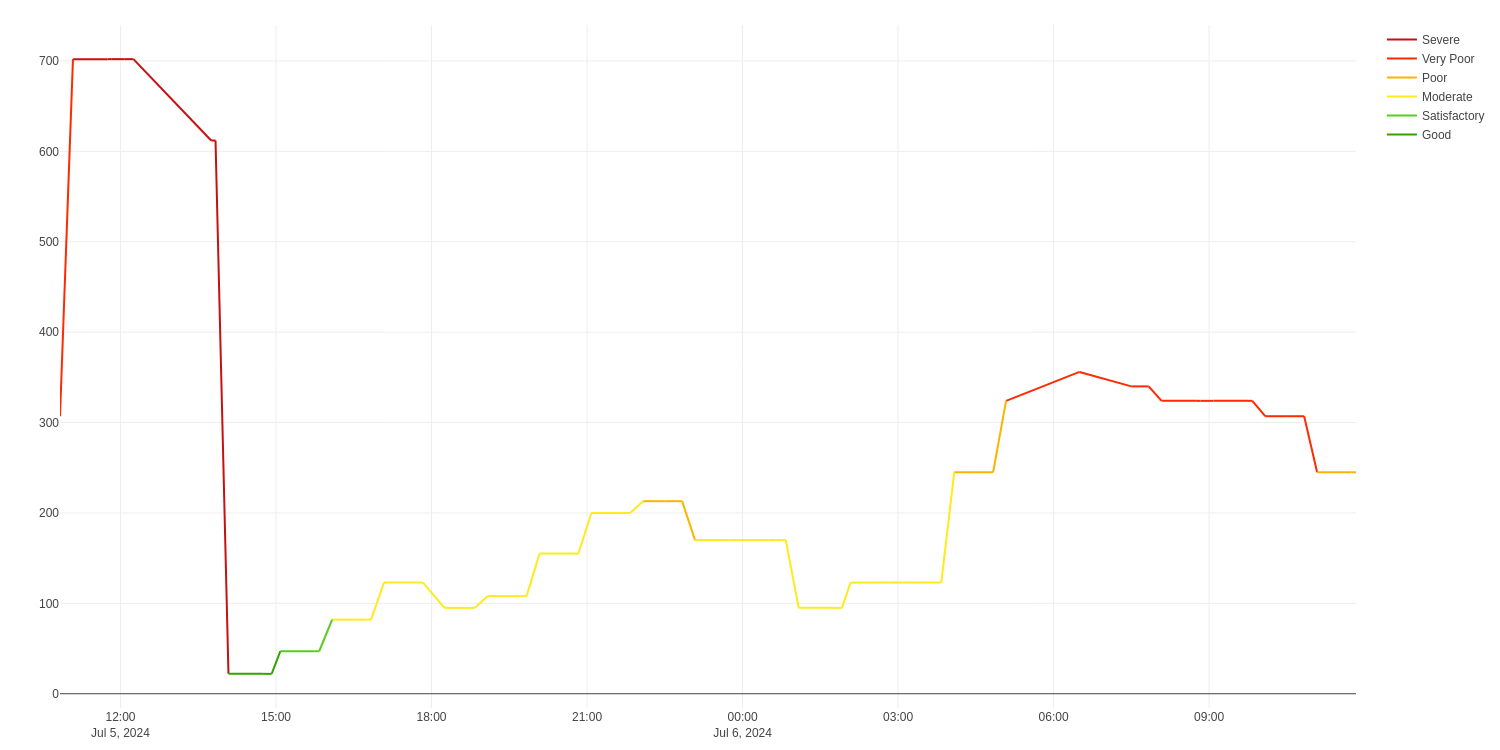 700
600
500
400
300
200
100
0
12:00
Jul 5, 2024
15:00
18:00
21:00
00:00
Jul 6, 2024
03:00
06:00
09:00
Severe
Very Poor
Poor
Moderate
Satisfactory
Good